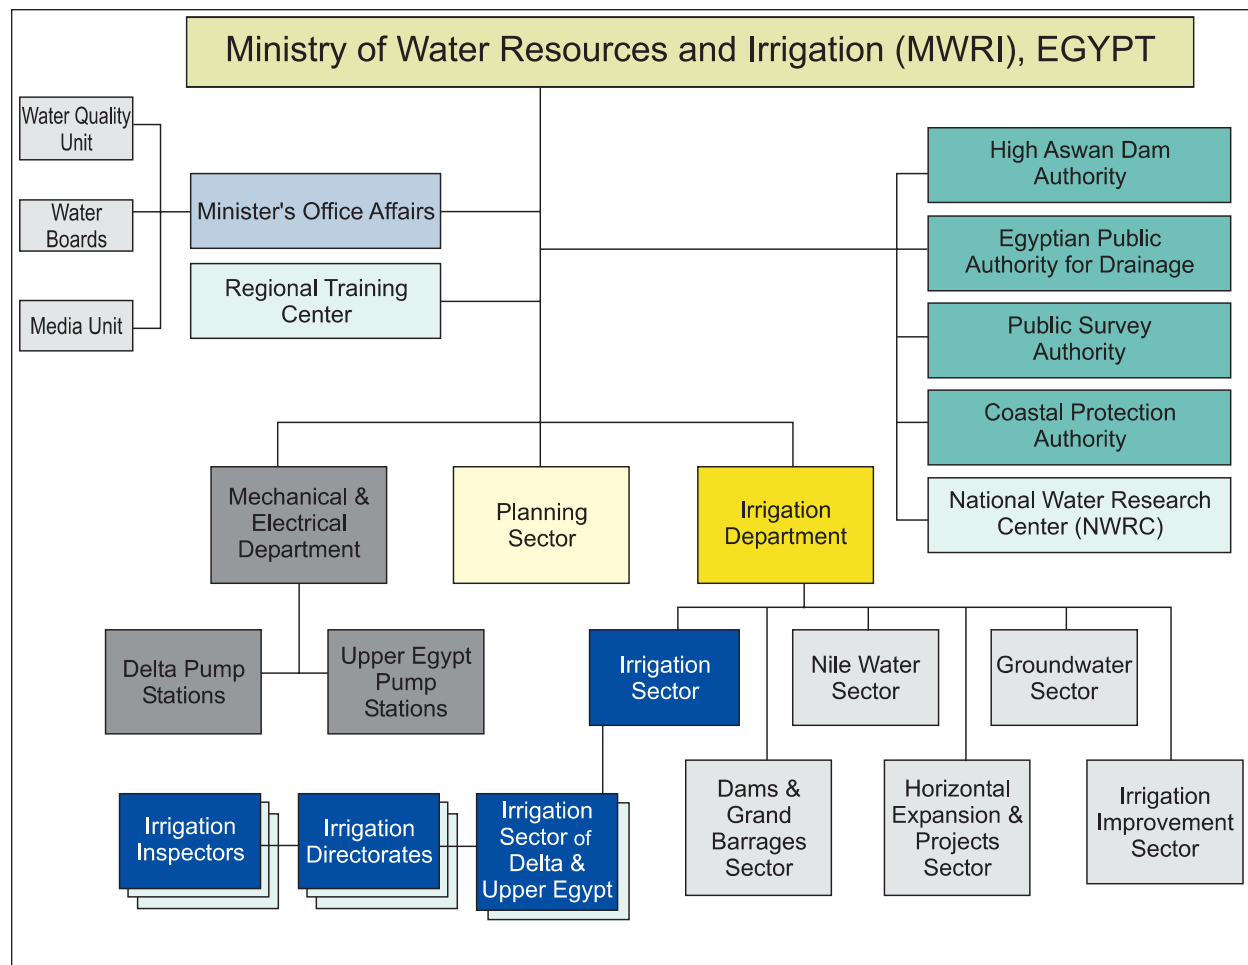 Ministry of Water Resources and Irrigation (MWRI), EGYPT
Water Quality
Unit
Water
Boards
Media Unit
Minister's Office Affairs
Regional Training
Center
High Aswan Dam
Authority
Egyptian Public
Authority for Drainage
Public Survey
Authority
Coastal Protection
Authority
National Water Research
Center (NWRC)
Mechanical &
Electrical
Department
Planning
Sector
Irrigation
Department
Delta Pump
Stations
Upper Egypt
Pump
Stations
Irrigation
Sector
Nile Water
Sector
Groundwater
Sector
Dams &
Grand
Barrages
Sector
Horizontal
Expansion &
Projects
Sector
Irrigation
Improvement
Sector
Irrigation
Inspectors
Irrigation
Directorates
Irrigation
Sector of
Delta &
Upper Egypt